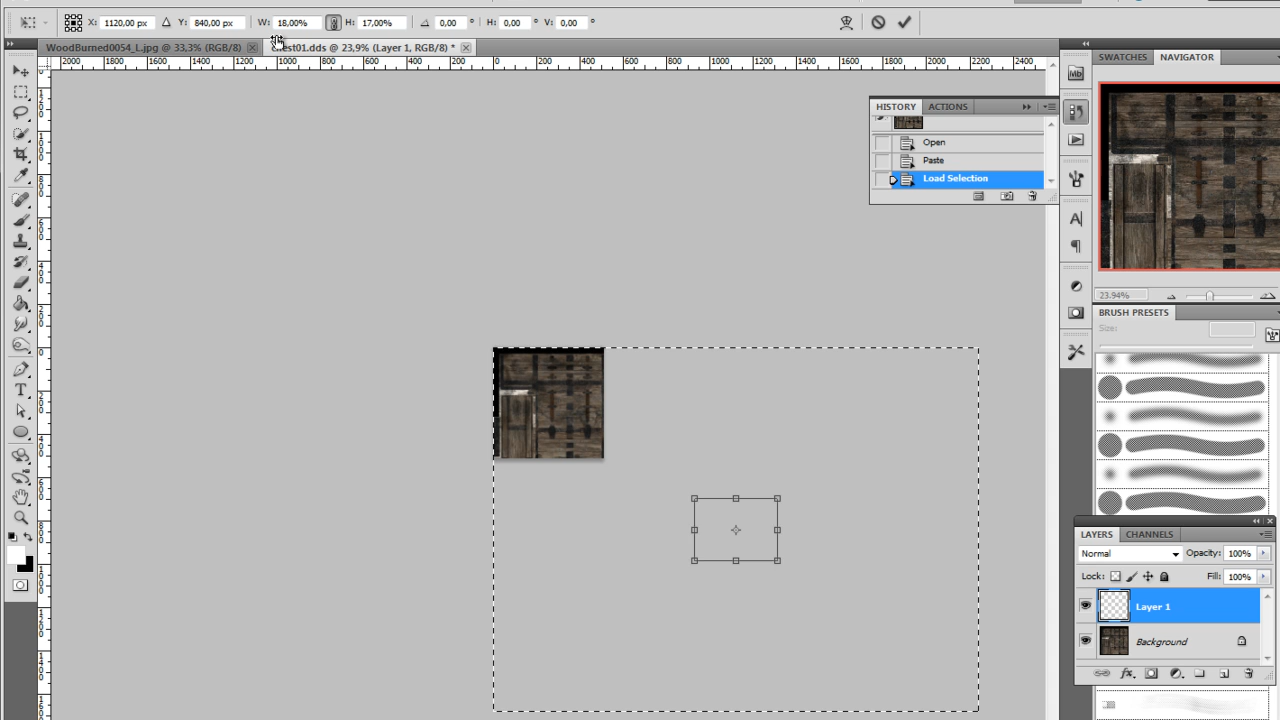 X: 1120,00 px Y: 840,00 px W: 18,00% H: 17,00% 0,00 ° H: 0,00 ° V: 0,00 °
WoodBurned0054_L.jpg @ 33,3% (RGB/8) chest01.dds @ 23,9% (Layer 1, RGB/8) *
2000 1800 1600 1400 1200 1000 800 600 400 200 0 200 400 600 800 1000 1200 1400 1600 1800 2000 2200 2400
SWATCHES NAVIGATOR
HISTORY ACTIONS
Open
Paste
Load Selection
23.94%
BRUSH PRESETS
Size:
LAYERS CHANNELS
Normal Opacity: 100%
Lock: Fill: 100%
Layer 1
Background